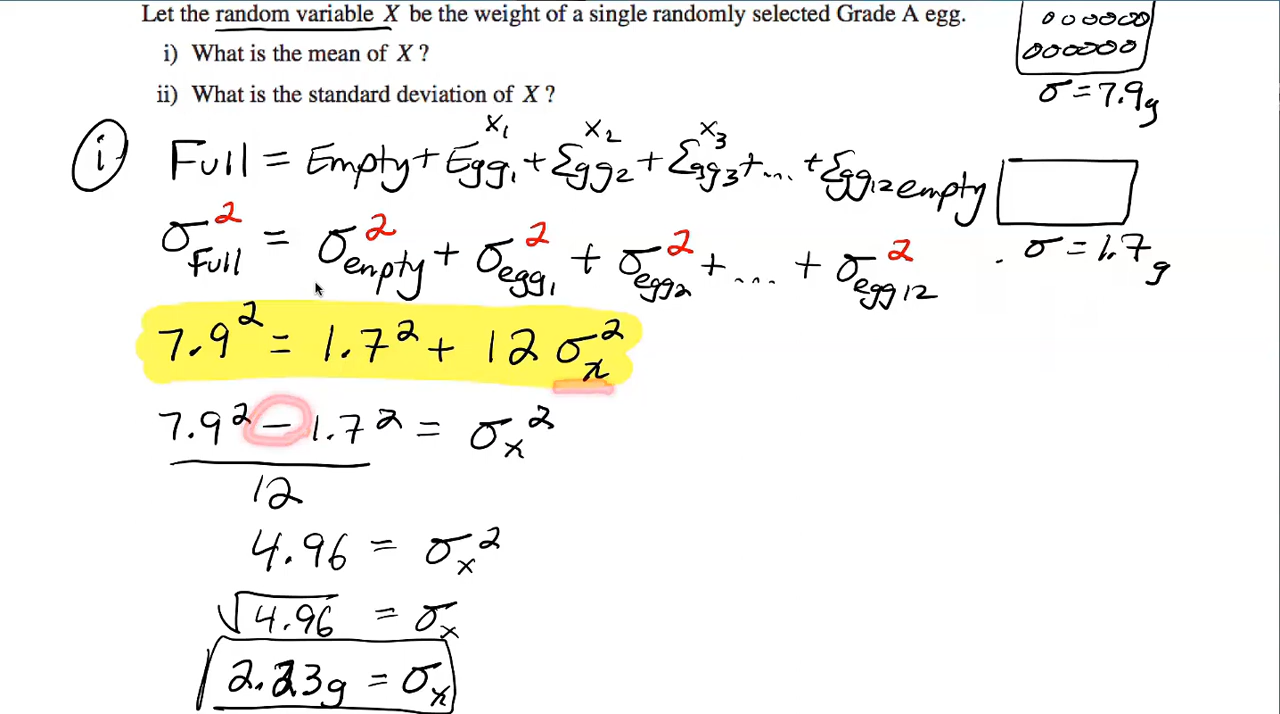 Let the random variable X be the weight of a single randomly selected Grade A egg.
i) What is the mean of X ?
ii) What is the standard deviation of X ?
σ = 7.9g
i
X₁ X₂ X₃
Full = Empty + Egg₁ + Egg₂ + Egg₃ + ... + Egg₁₂
empty
σ = 1.7g
σ²Full = σ²empty + σ²egg₁ + σ²egg₂ + ... + σ²egg12
7.9² = 1.7² + 12 σₓ²
7.9² − 1.7² = σₓ²
12
4.96 = σₓ²
√4.96 = σₓ
2.23g = σₓ